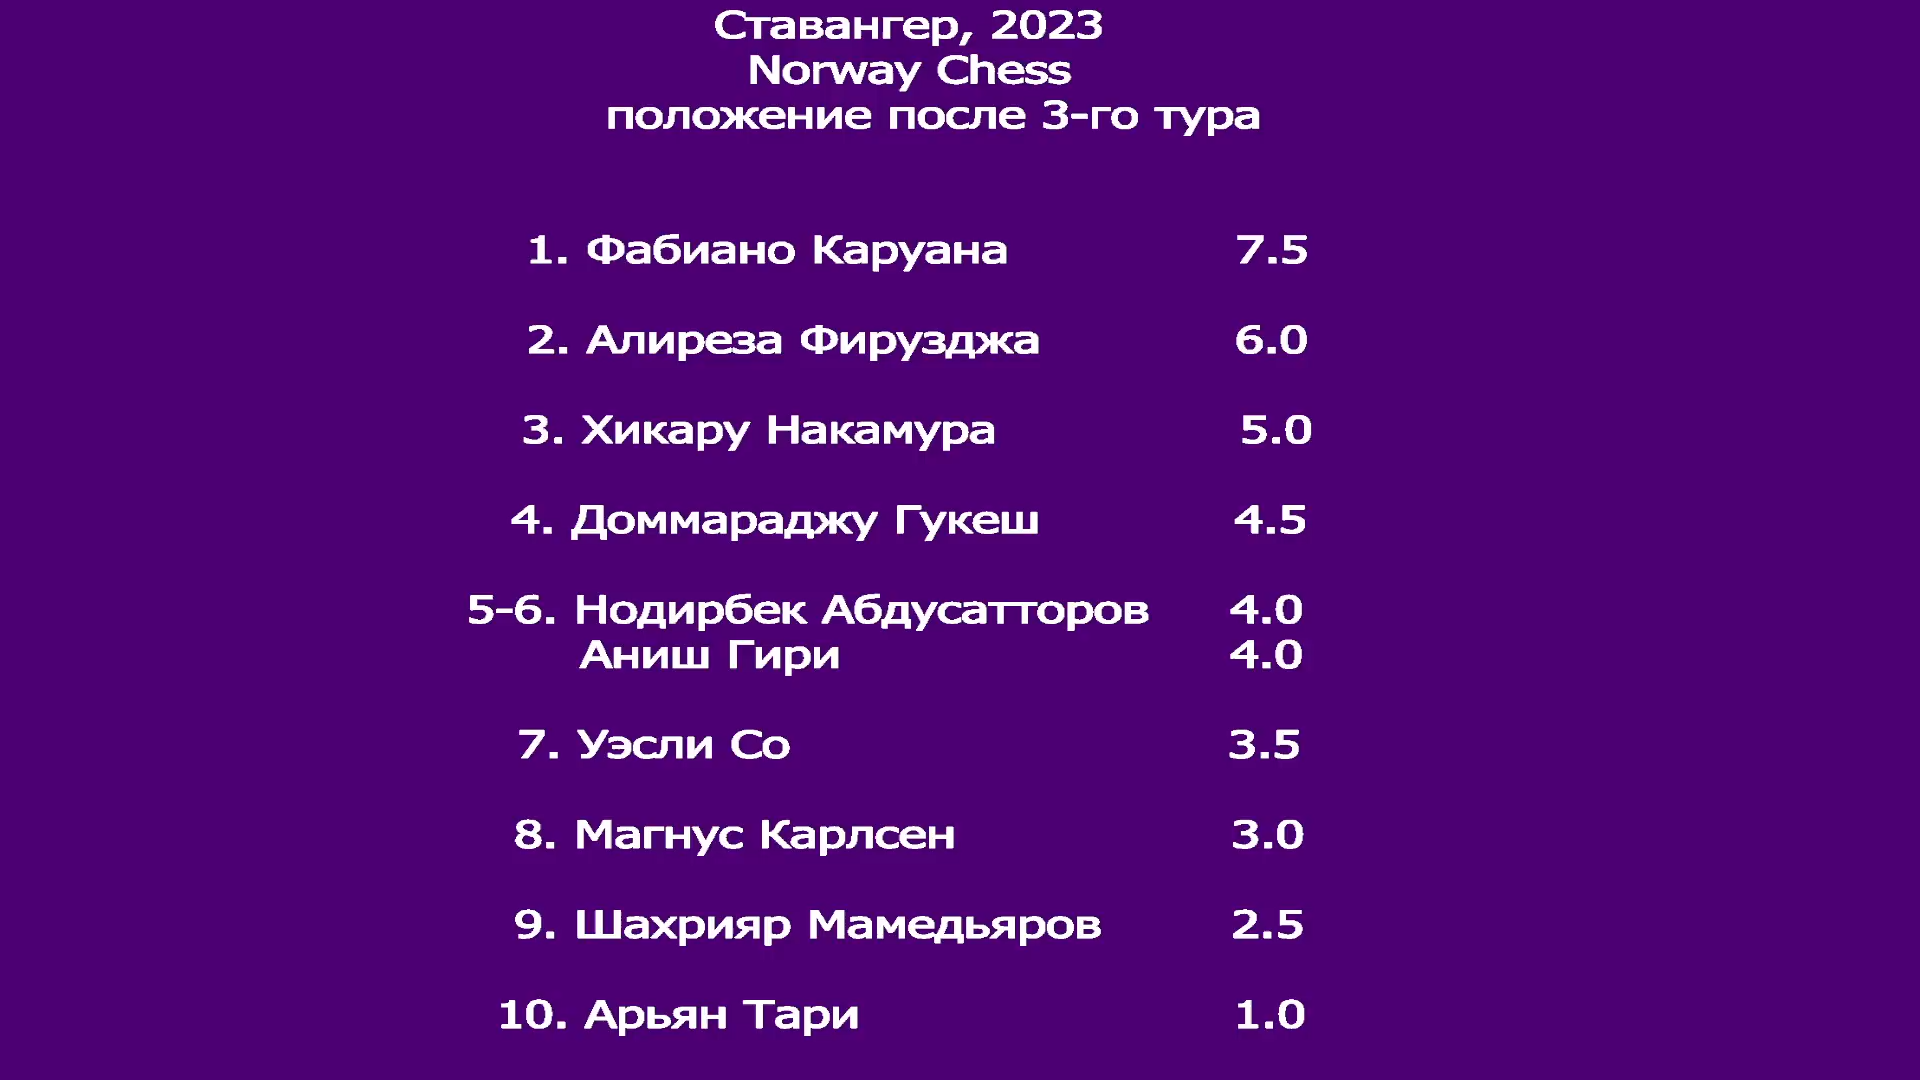 Ставангер, 2023
Norway Chess
положение после 3-го тура
1. Фабиано Каруана 7.5
2. Алиреза Фирузджа 6.0
3. Хикару Накамура 5.0
4. Доммараджу Гукеш 4.5
5-6. Нодирбек Абдусатторов 4.0
Аниш Гири 4.0
7. Уэсли Со 3.5
8. Магнус Карлсен 3.0
9. Шахрияр Мамедьяров 2.5
10. Арьян Тари 1.0